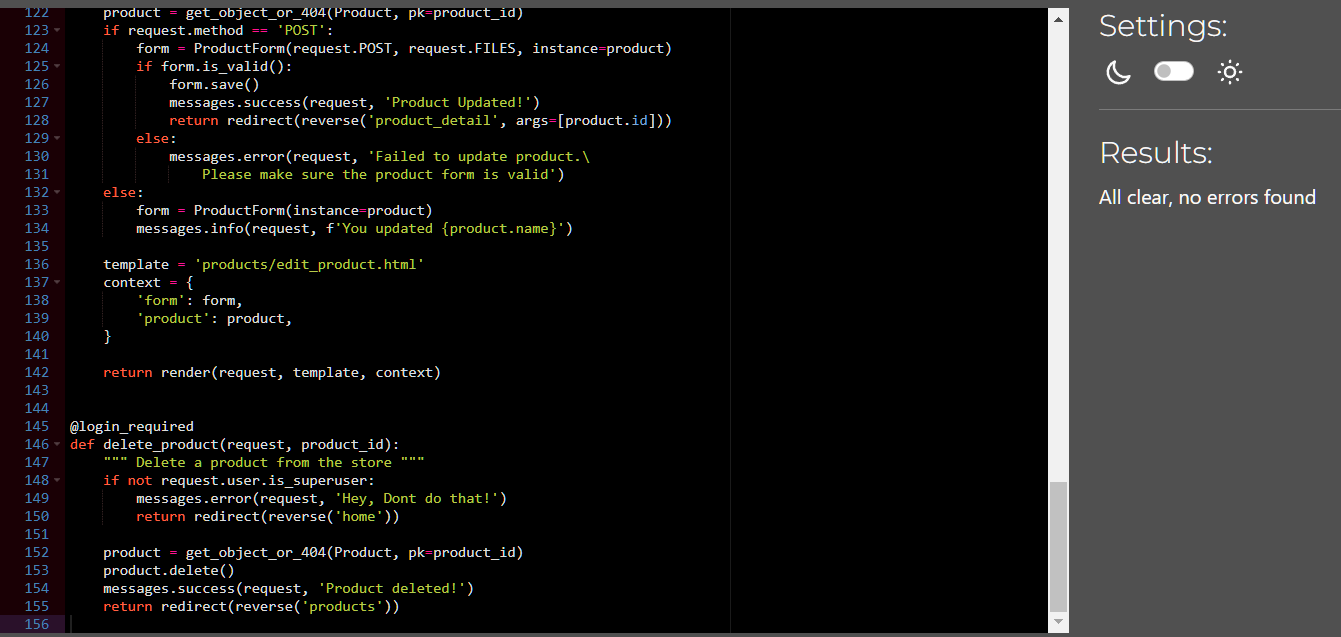 122 product = get_object_or_404(Product, pk=product_id)
123 if request.method == 'POST':
124 form = ProductForm(request.POST, request.FILES, instance=product)
125 if form.is_valid():
126 form.save()
127 messages.success(request, 'Product Updated!')
128 return redirect(reverse('product_detail', args=[product.id]))
129 else:
130 messages.error(request, 'Failed to update product.\
131 Please make sure the product form is valid')
132 else:
133 form = ProductForm(instance=product)
134 messages.info(request, f'You updated {product.name}')
135
136 template = 'products/edit_product.html'
137 context = {
138 'form': form,
139 'product': product,
140 }
141
142 return render(request, template, context)
143
144
145 @login_required
146 def delete_product(request, product_id):
147 """ Delete a product from the store """
148 if not request.user.is_superuser:
149 messages.error(request, 'Hey, Dont do that!')
150 return redirect(reverse('home'))
151
152 product = get_object_or_404(Product, pk=product_id)
153 product.delete()
154 messages.success(request, 'Product deleted!')
155 return redirect(reverse('products'))
156
Settings:
Results:
All clear, no errors found